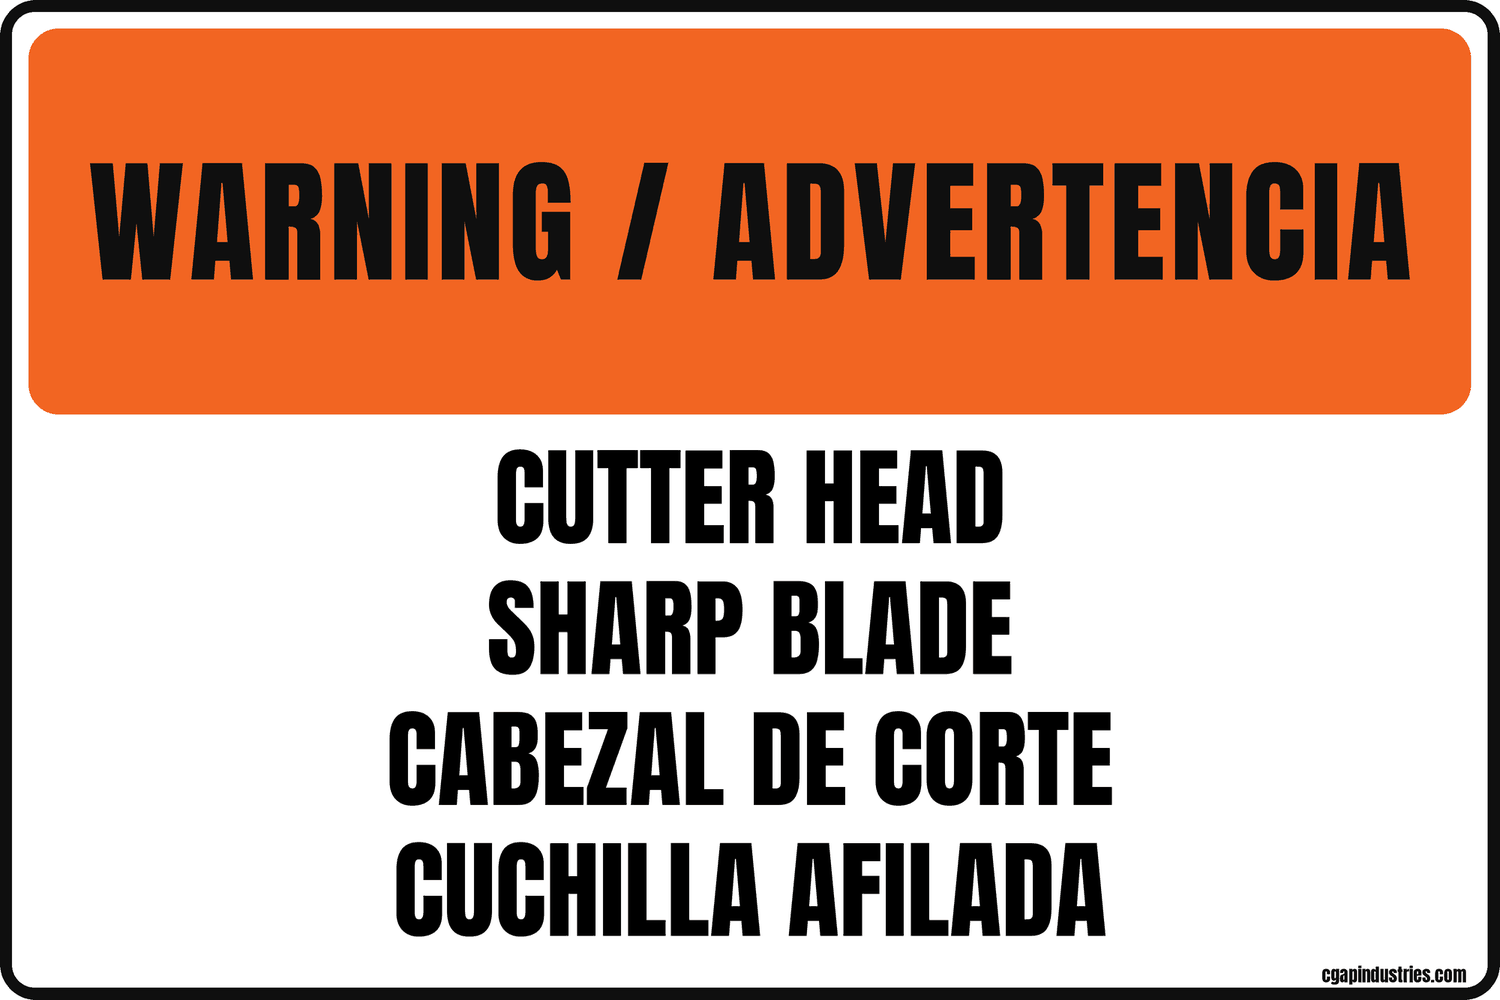 WARNING / ADVERTENCIA
CUTTER HEAD
SHARP BLADE
CABEZAL DE CORTE
CUCHILLA AFILADA
cgapindustries.com